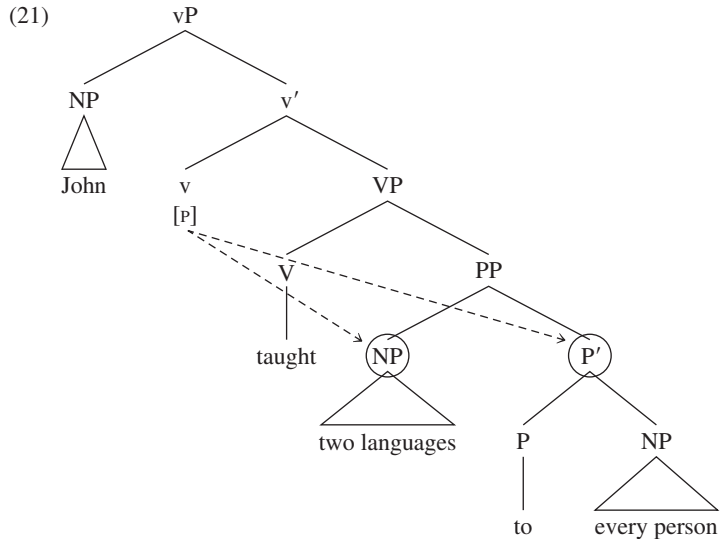 (21) vP
NP v′
John v VP
[P]
V PP
taught NP P′
two languages P NP
to every person